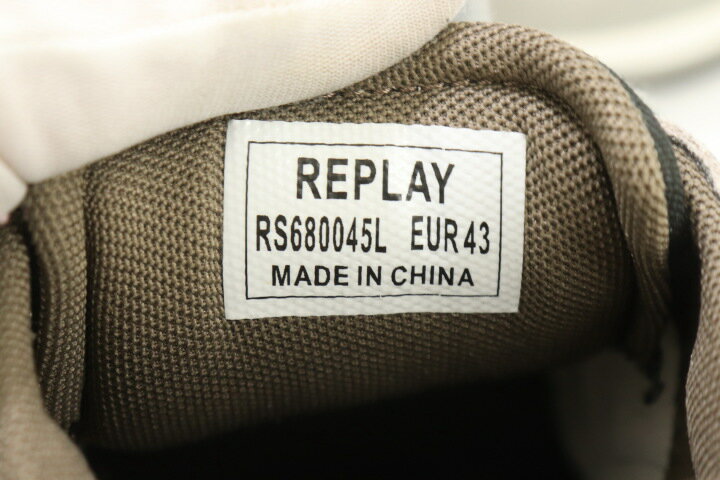 REPLAY
RS680045L EUR 43
MADE IN CHINA